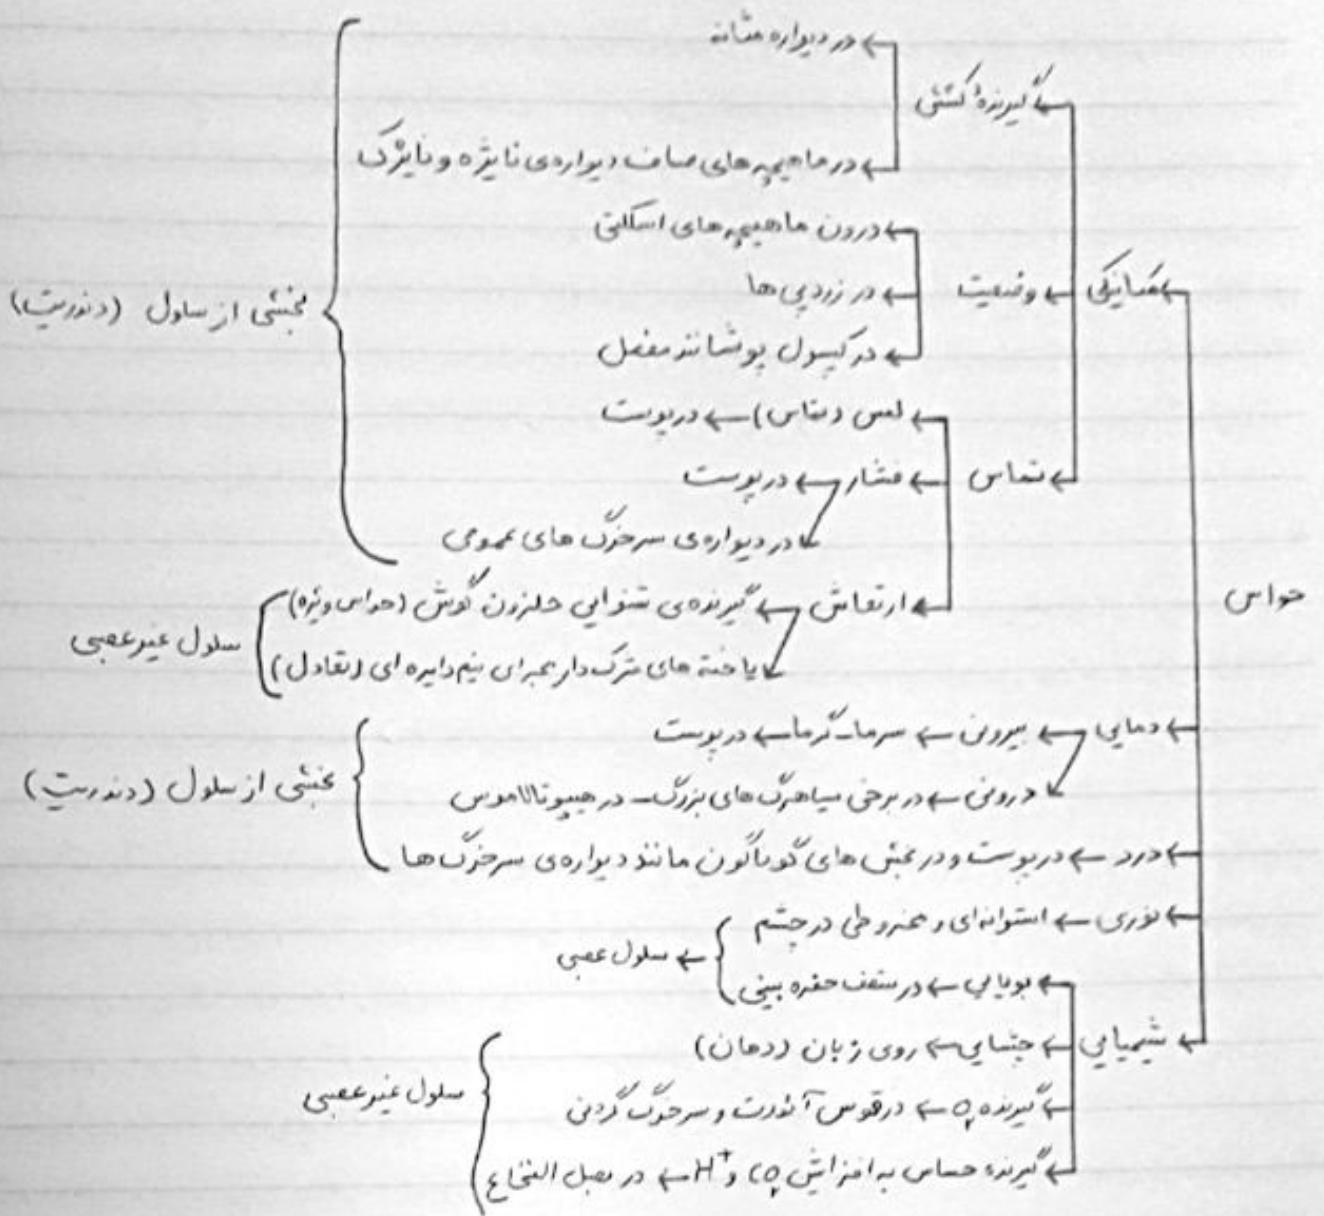 حواس
مکانیکی
گیرندهٔ کششی
در دیواره مثانه
در ماهیچه های صاف دیواره‌ی نایژه و نایژک
وضعیت
درون ماهیچه های اسکلتی
در زردپی ها
در کپسول پوشاننده مفصل
تماس
لمس (تماس) ← در پوست
فشار ← در پوست
در دیواره‌ی سرخرگ های عمومی
بخشی از سلول (دندریت)
ارتعاش ← گیرنده‌ی شنوایی حلزون گوش (حواس ویژه)
یاخته های مژک دار مجرای نیم دایره ای (تعادل)
سلول غیرعصبی
دمایی ← بیرونی ← سرما-گرما ← در پوست
درونی ← در برخی سیاهرگ های بزرگ - در هیپوتالاموس
درد ← در پوست و در بخش های گوناگون مانند دیواره‌ی سرخرگ ها
بخشی از سلول (دندریت)
نوری ← استوانه‌ای و مخروطی در چشم
شیمیایی
بویایی ← در سقف حفره بینی
← سلول عصبی
چشایی ← روی زبان (دهان)
گیرنده O₂ ← در قوس آئورت و سرخرگ گردنی
گیرنده حساس به افزایش CO₂ و H⁺ ← در بصل النخاع
سلول غیرعصبی